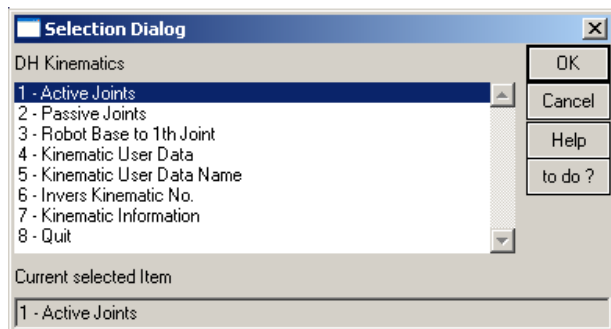 Selection Dialog
DH Kinematics
OK
1 - Active Joints
2 - Passive Joints
Cancel
3 - Robot Base to 1th Joint
4 - Kinematic User Data
Help
5 - Kinematic User Data Name
6 - Invers Kinematic No.
to do ?
7 - Kinematic Information
8 - Quit
Current selected Item
1 - Active Joints